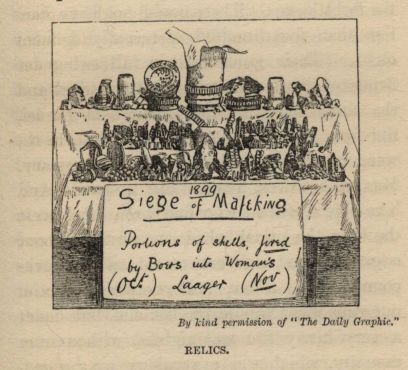 Siege 1899 of Mafeking
Portions of shells, fired
by Boers into Woman's
(Oct) Laager (Nov)
By kind permission of "The Daily Graphic."
RELICS.